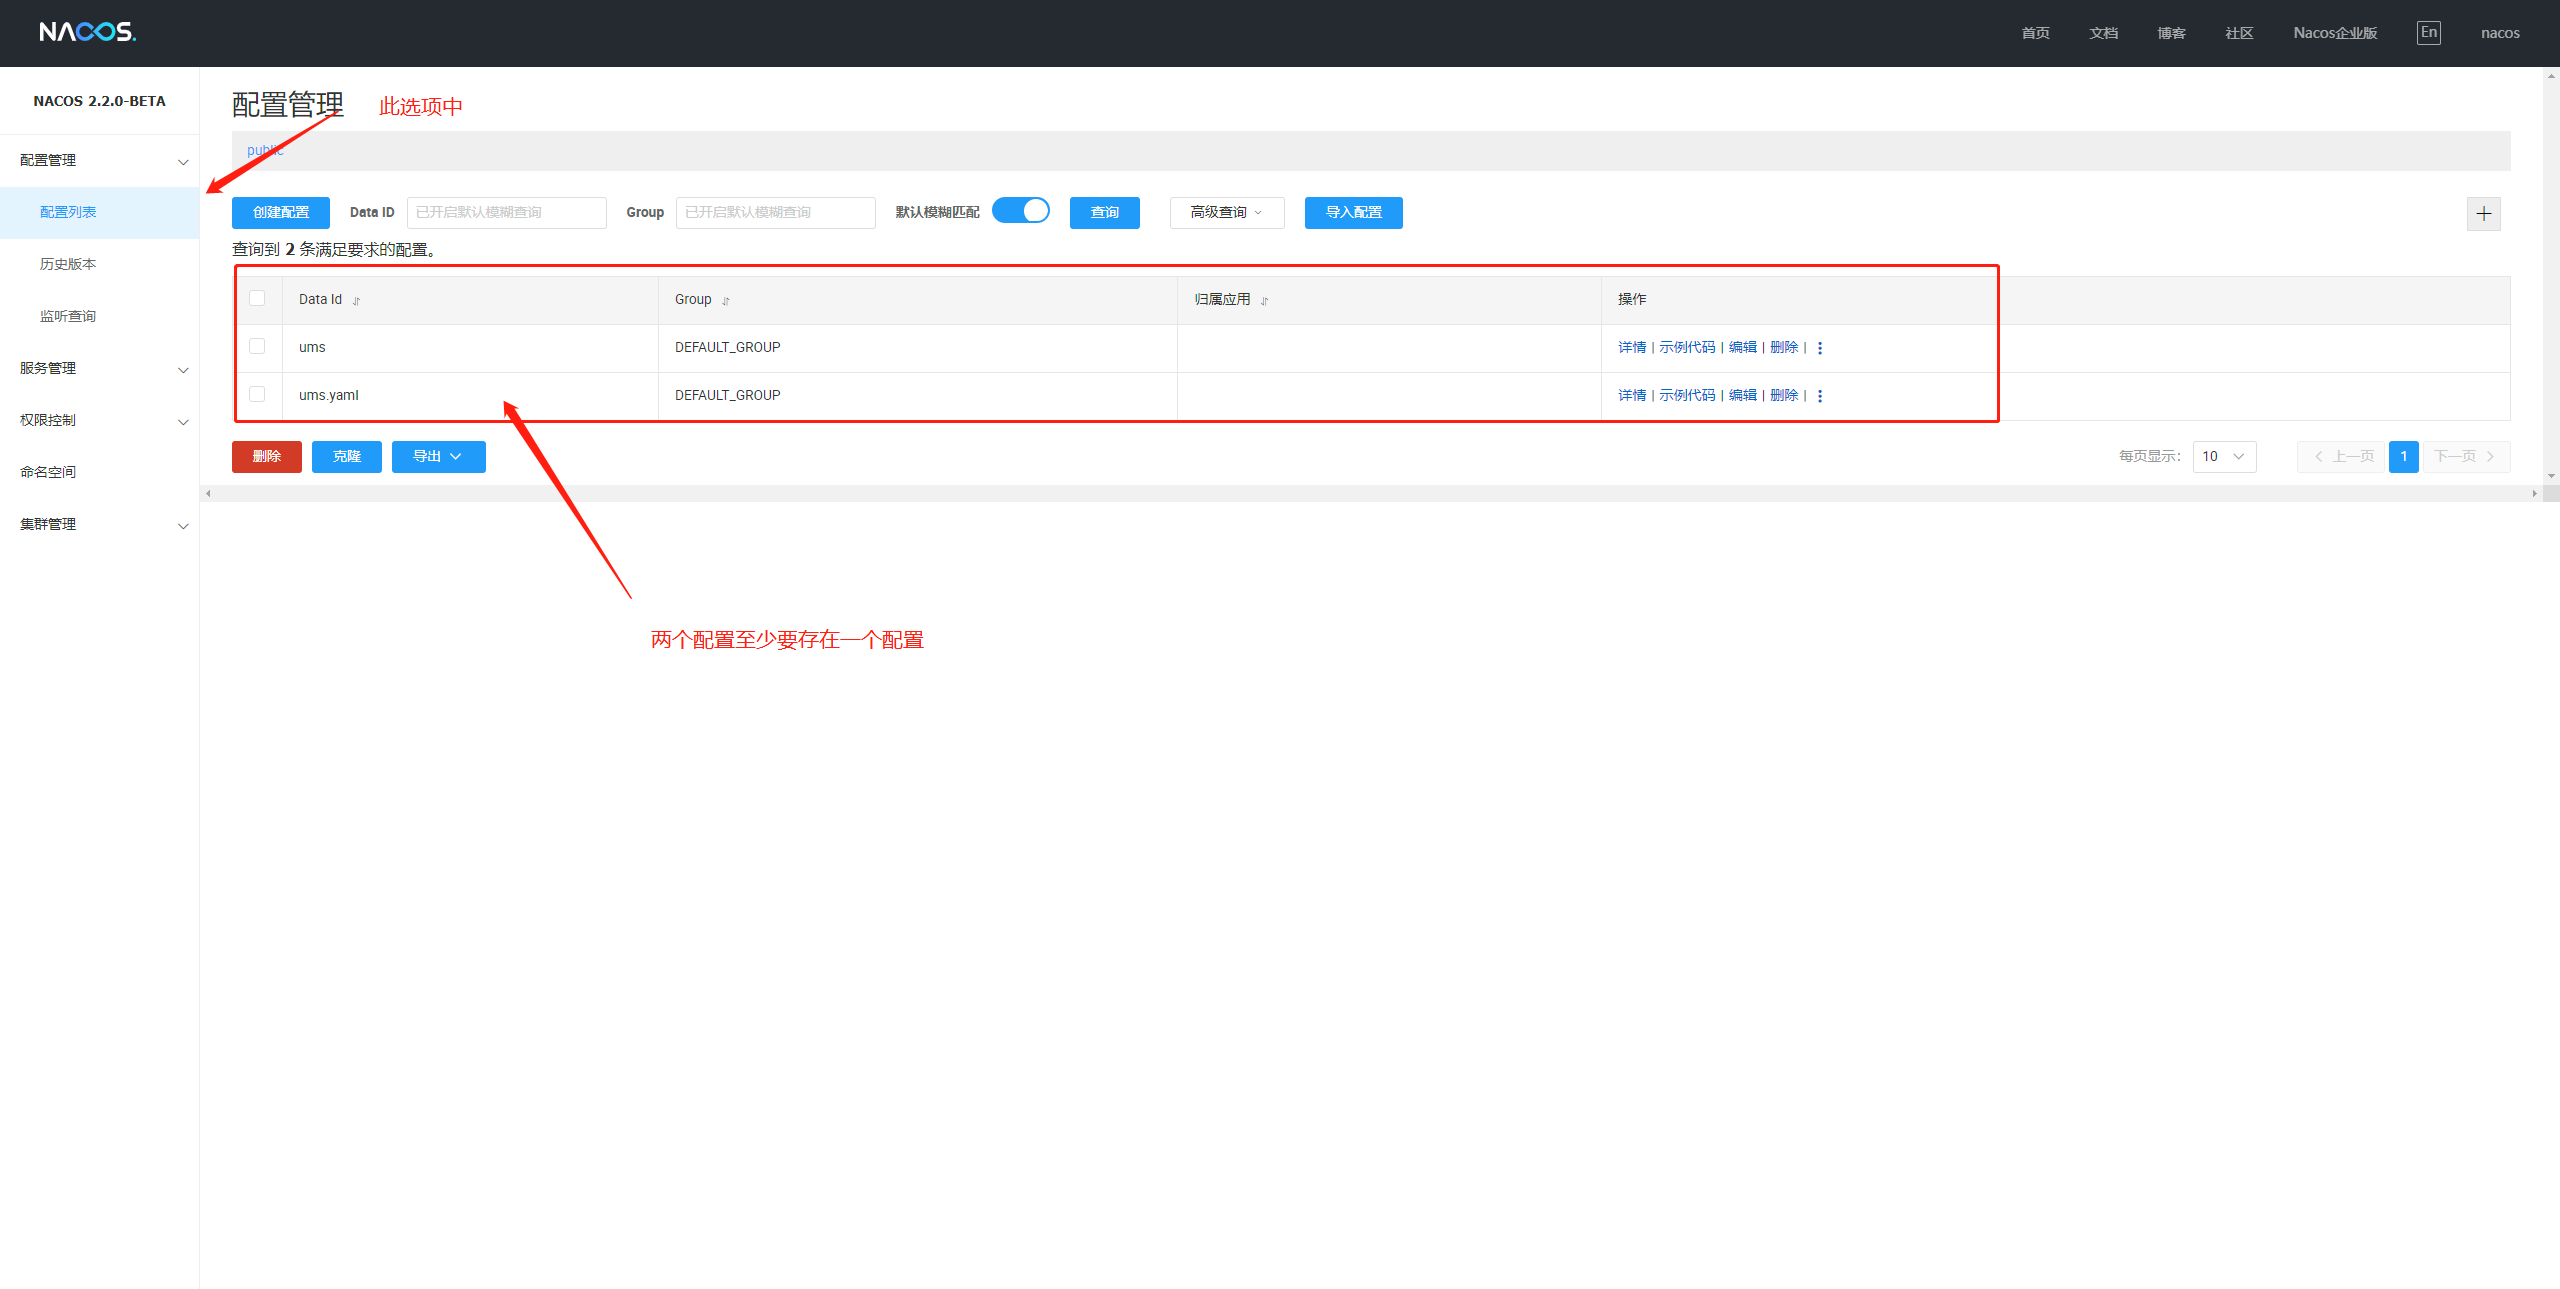 NACOS.
首页 文档 博客 社区 Nacos企业版 En nacos
NACOS 2.2.0-BETA
配置管理
配置列表
历史版本
监听查询
服务管理
权限控制
命名空间
集群管理
配置管理 此选项中
public
创建配置 Data ID 已开启默认模糊查询 Group 已开启默认模糊查询 默认模糊匹配 查询 高级查询 导入配置
查询到 2 条满足要求的配置。
Data Id Group 归属应用 操作
ums DEFAULT_GROUP 详情 | 示例代码 | 编辑 | 删除 |
ums.yaml DEFAULT_GROUP 详情 | 示例代码 | 编辑 | 删除 |
删除 克隆 导出 每页显示: 10 上一页 1 下一页
两个配置至少要存在一个配置